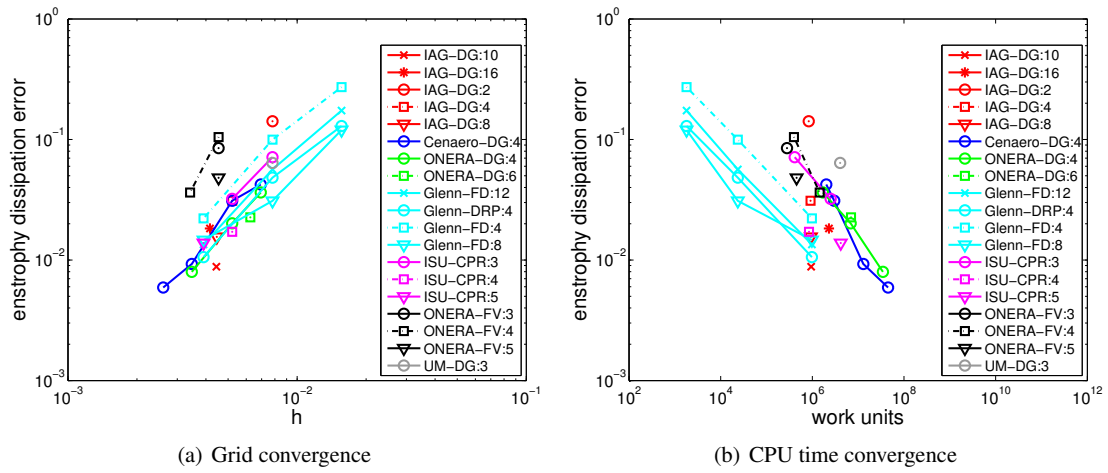 10^0
10^−1
10^−2
10^−3
enstrophy dissipation error
10^−3
10^−2
10^−1
h
IAG−DG:10
IAG−DG:16
IAG−DG:2
IAG−DG:4
IAG−DG:8
Cenaero−DG:4
ONERA−DG:4
ONERA−DG:6
Glenn−FD:12
Glenn−DRP:4
Glenn−FD:4
Glenn−FD:8
ISU−CPR:3
ISU−CPR:4
ISU−CPR:5
ONERA−FV:3
ONERA−FV:4
ONERA−FV:5
UM−DG:3
(a) Grid convergence
10^0
10^−1
10^−2
10^−3
enstrophy dissipation error
10^2
10^4
10^6
10^8
10^10
10^12
work units
IAG−DG:10
IAG−DG:16
IAG−DG:2
IAG−DG:4
IAG−DG:8
Cenaero−DG:4
ONERA−DG:4
ONERA−DG:6
Glenn−FD:12
Glenn−DRP:4
Glenn−FD:4
Glenn−FD:8
ISU−CPR:3
ISU−CPR:4
ISU−CPR:5
ONERA−FV:3
ONERA−FV:4
ONERA−FV:5
UM−DG:3
(b) CPU time convergence